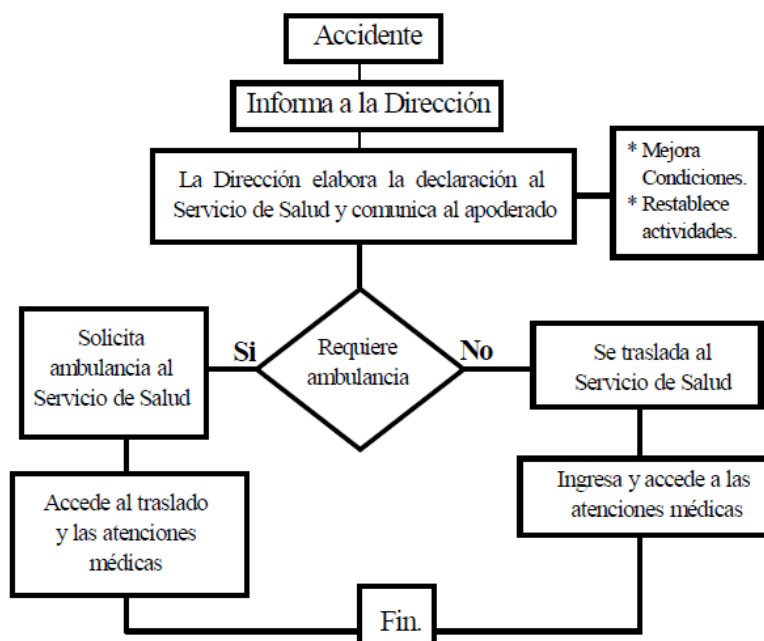 Accidente
Informa a la Dirección
La Dirección elabora la declaración al
Servicio de Salud y comunica al apoderado
* Mejora
Condiciones.
* Restablece
actividades.
Solicita
ambulancia al
Servicio de Salud
Si
Requiere
ambulancia
No
Se traslada al
Servicio de Salud
Accede al traslado
y las atenciones
médicas
Ingresa y accede a las
atenciones médicas
Fin.